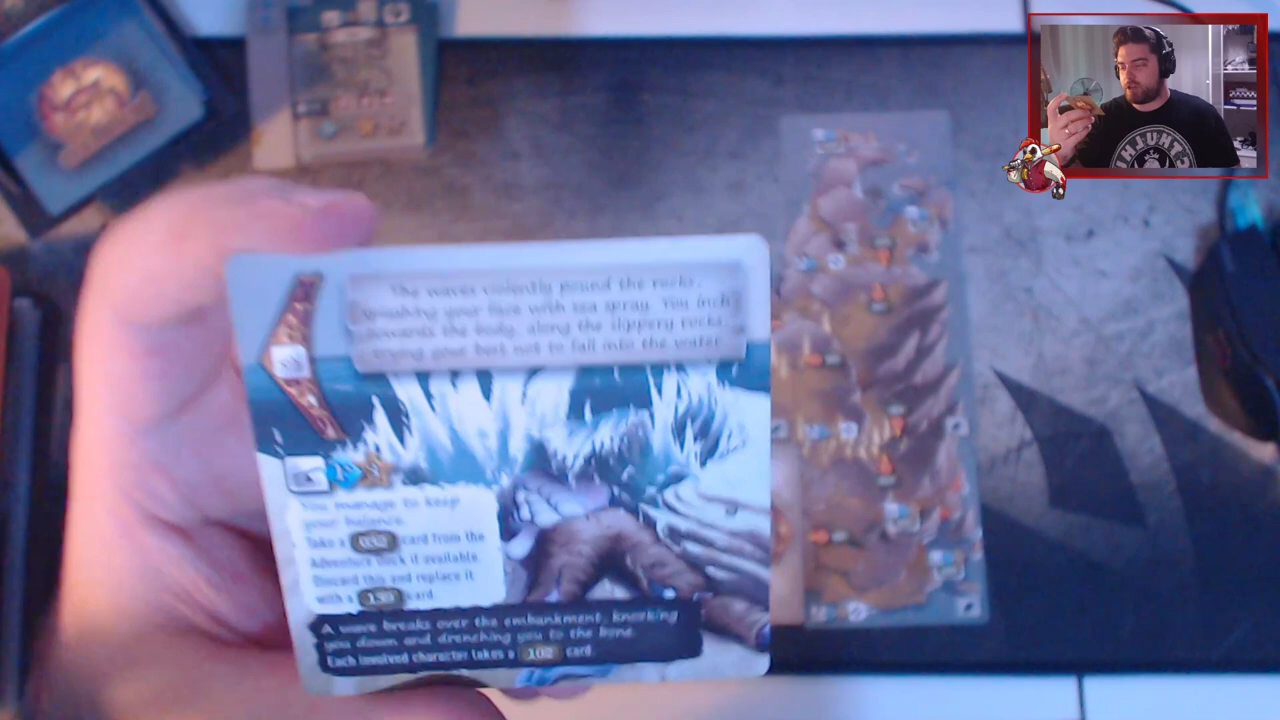 The waves violently pound the rocks,
splashing your face with sea spray. You inch
towards the body, along the slippery rocks,
trying your best not to fall into the water.
You manage to keep
your balance.
Take a card from the
Adventure deck if available.
Discard this and replace it
with a card.
A wave breaks over the embankment, knocking
you down and drenching you to the bone.
Each involved character takes a 102 card.
CTHULHU